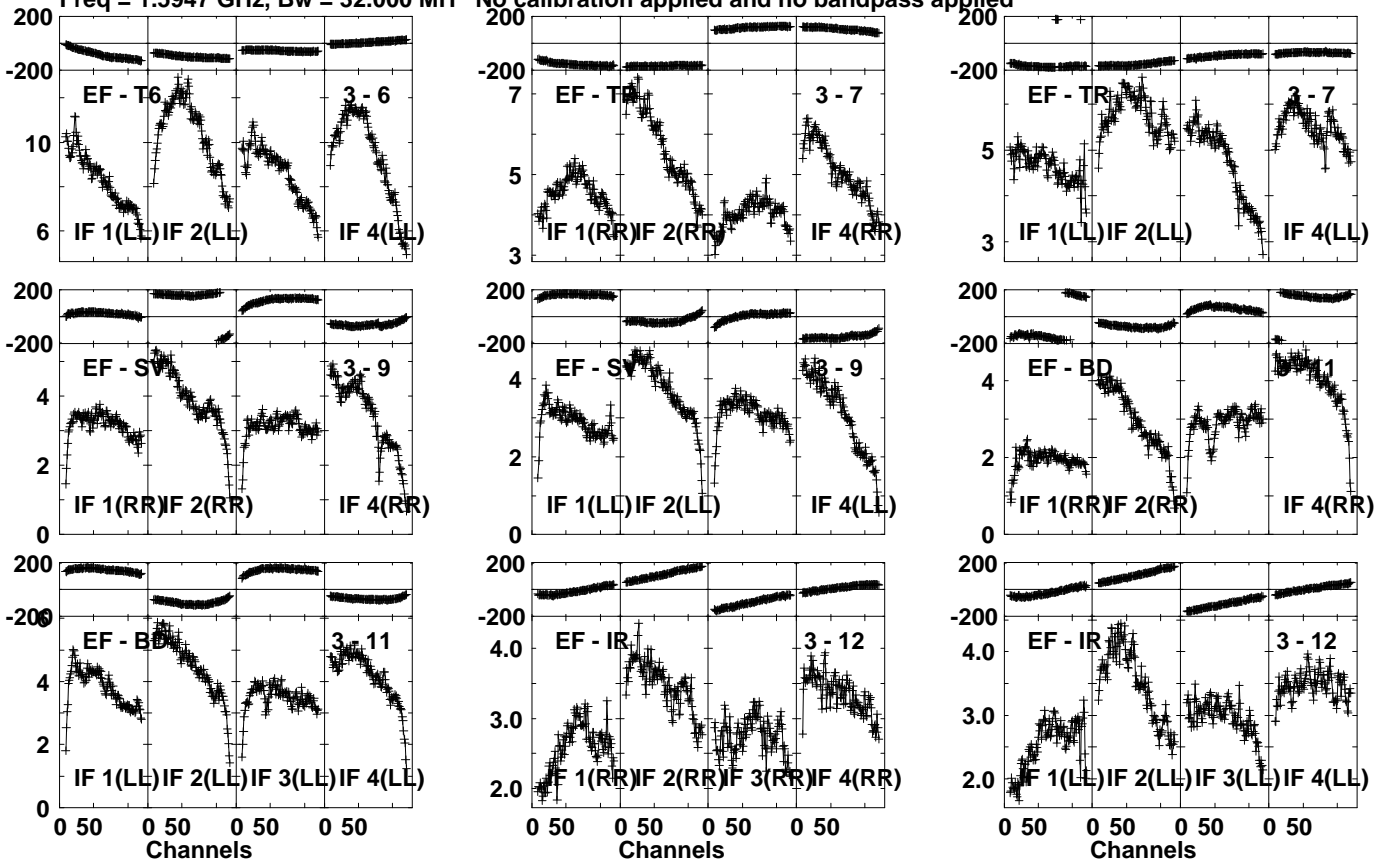 Freq = 1.5947 GHz, Bw = 32.000 MH No calibration applied and no bandpass applied
200 200 200
-200 -200 -200
EF - T6 3 - 6 7 EF - TR 3 - 7 EF - TR 3 - 7
10 5 5
6 IF 1(LL) IF 2(LL) IF 4(LL) IF 1(RR) IF 2(RR) IF 4(RR) IF 1(LL) IF 2(LL) IF 4(LL)
3 3
200 200 200
-200 -200 -200
EF - SV 3 - 9 EF - SV 3 - 9 EF - BD 3 - 11
4 4 4
2 2 2
IF 1(RR) IF 2(RR) IF 4(RR) IF 1(LL) IF 2(LL) IF 4(LL) IF 1(RR) IF 2(RR) IF 4(RR)
0 0 0
200 200 200
-200 -200 -200
6 EF - BD 3 - 11 4.0 EF - IR 3 - 12 4.0 EF - IR 3 - 12
4 3.0 3.0
2 2.0 2.0
IF 1(LL) IF 2(LL) IF 3(LL) IF 4(LL) IF 1(RR) IF 2(RR) IF 3(RR) IF 4(RR) IF 1(LL) IF 2(LL) IF 3(LL) IF 4(LL)
0
0 50 0 50 0 50 0 50 0 50 0 50 0 50 0 50 0 50 0 50 0 50 0 50
Channels Channels Channels